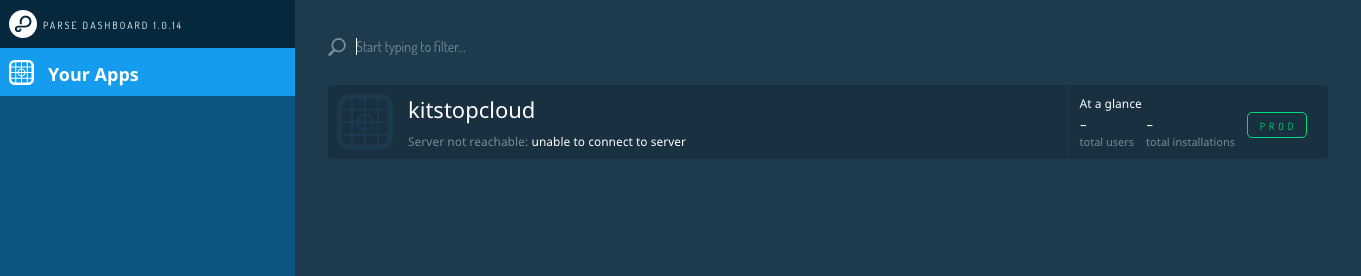 PARSE DASHBOARD 1.0.14
Your Apps
Start typing to filter...
kitstopcloud
Server not reachable: unable to connect to server
At a glance
– –
total users total installations
PROD